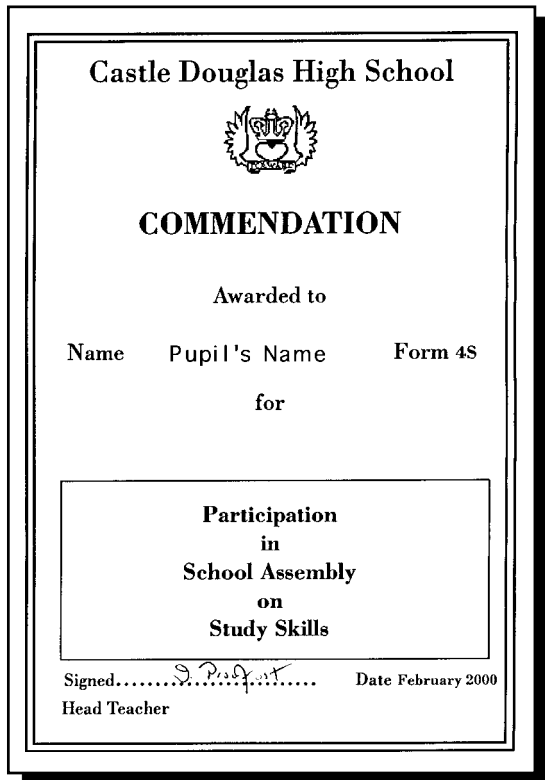 Castle Douglas High School
FORWARD
COMMENDATION
Awarded to
Name Pupil's Name Form 4S
for
Participation
in
School Assembly
on
Study Skills
Signed..............................
Date February 2000
Head Teacher